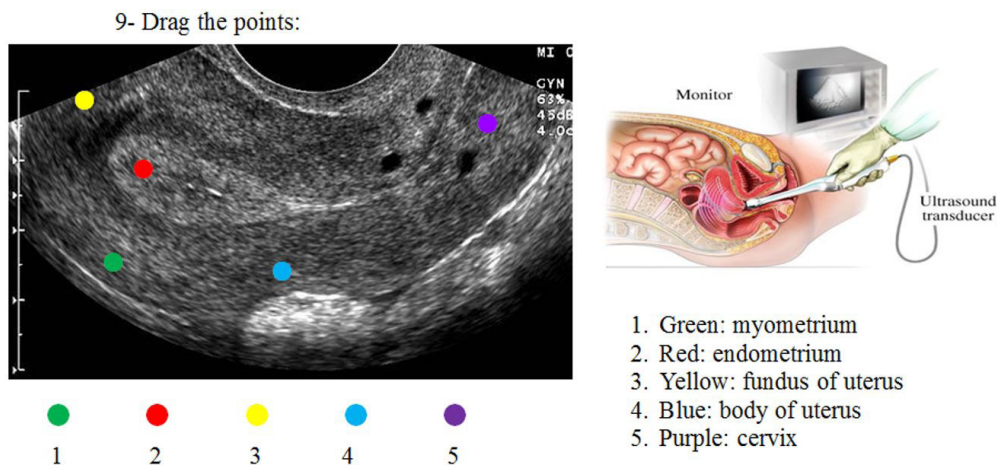 9- Drag the points:
MI 0
GYN
63%
45dB
Monitor
Ultrasound
transducer
1. Green: myometrium
2. Red: endometrium
3. Yellow: fundus of uterus
4. Blue: body of uterus
5. Purple: cervix
1 2 3 4 5